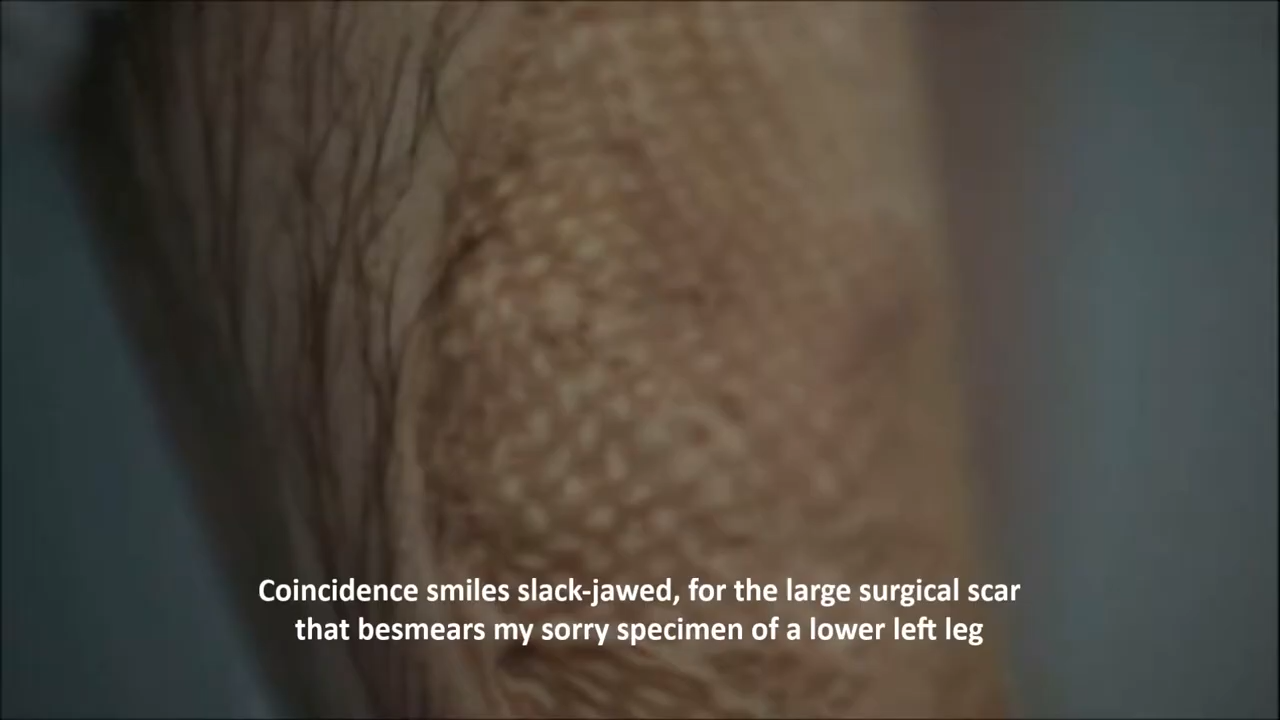 Coincidence smiles slack-jawed, for the large surgical scar
that besmears my sorry specimen of a lower left leg